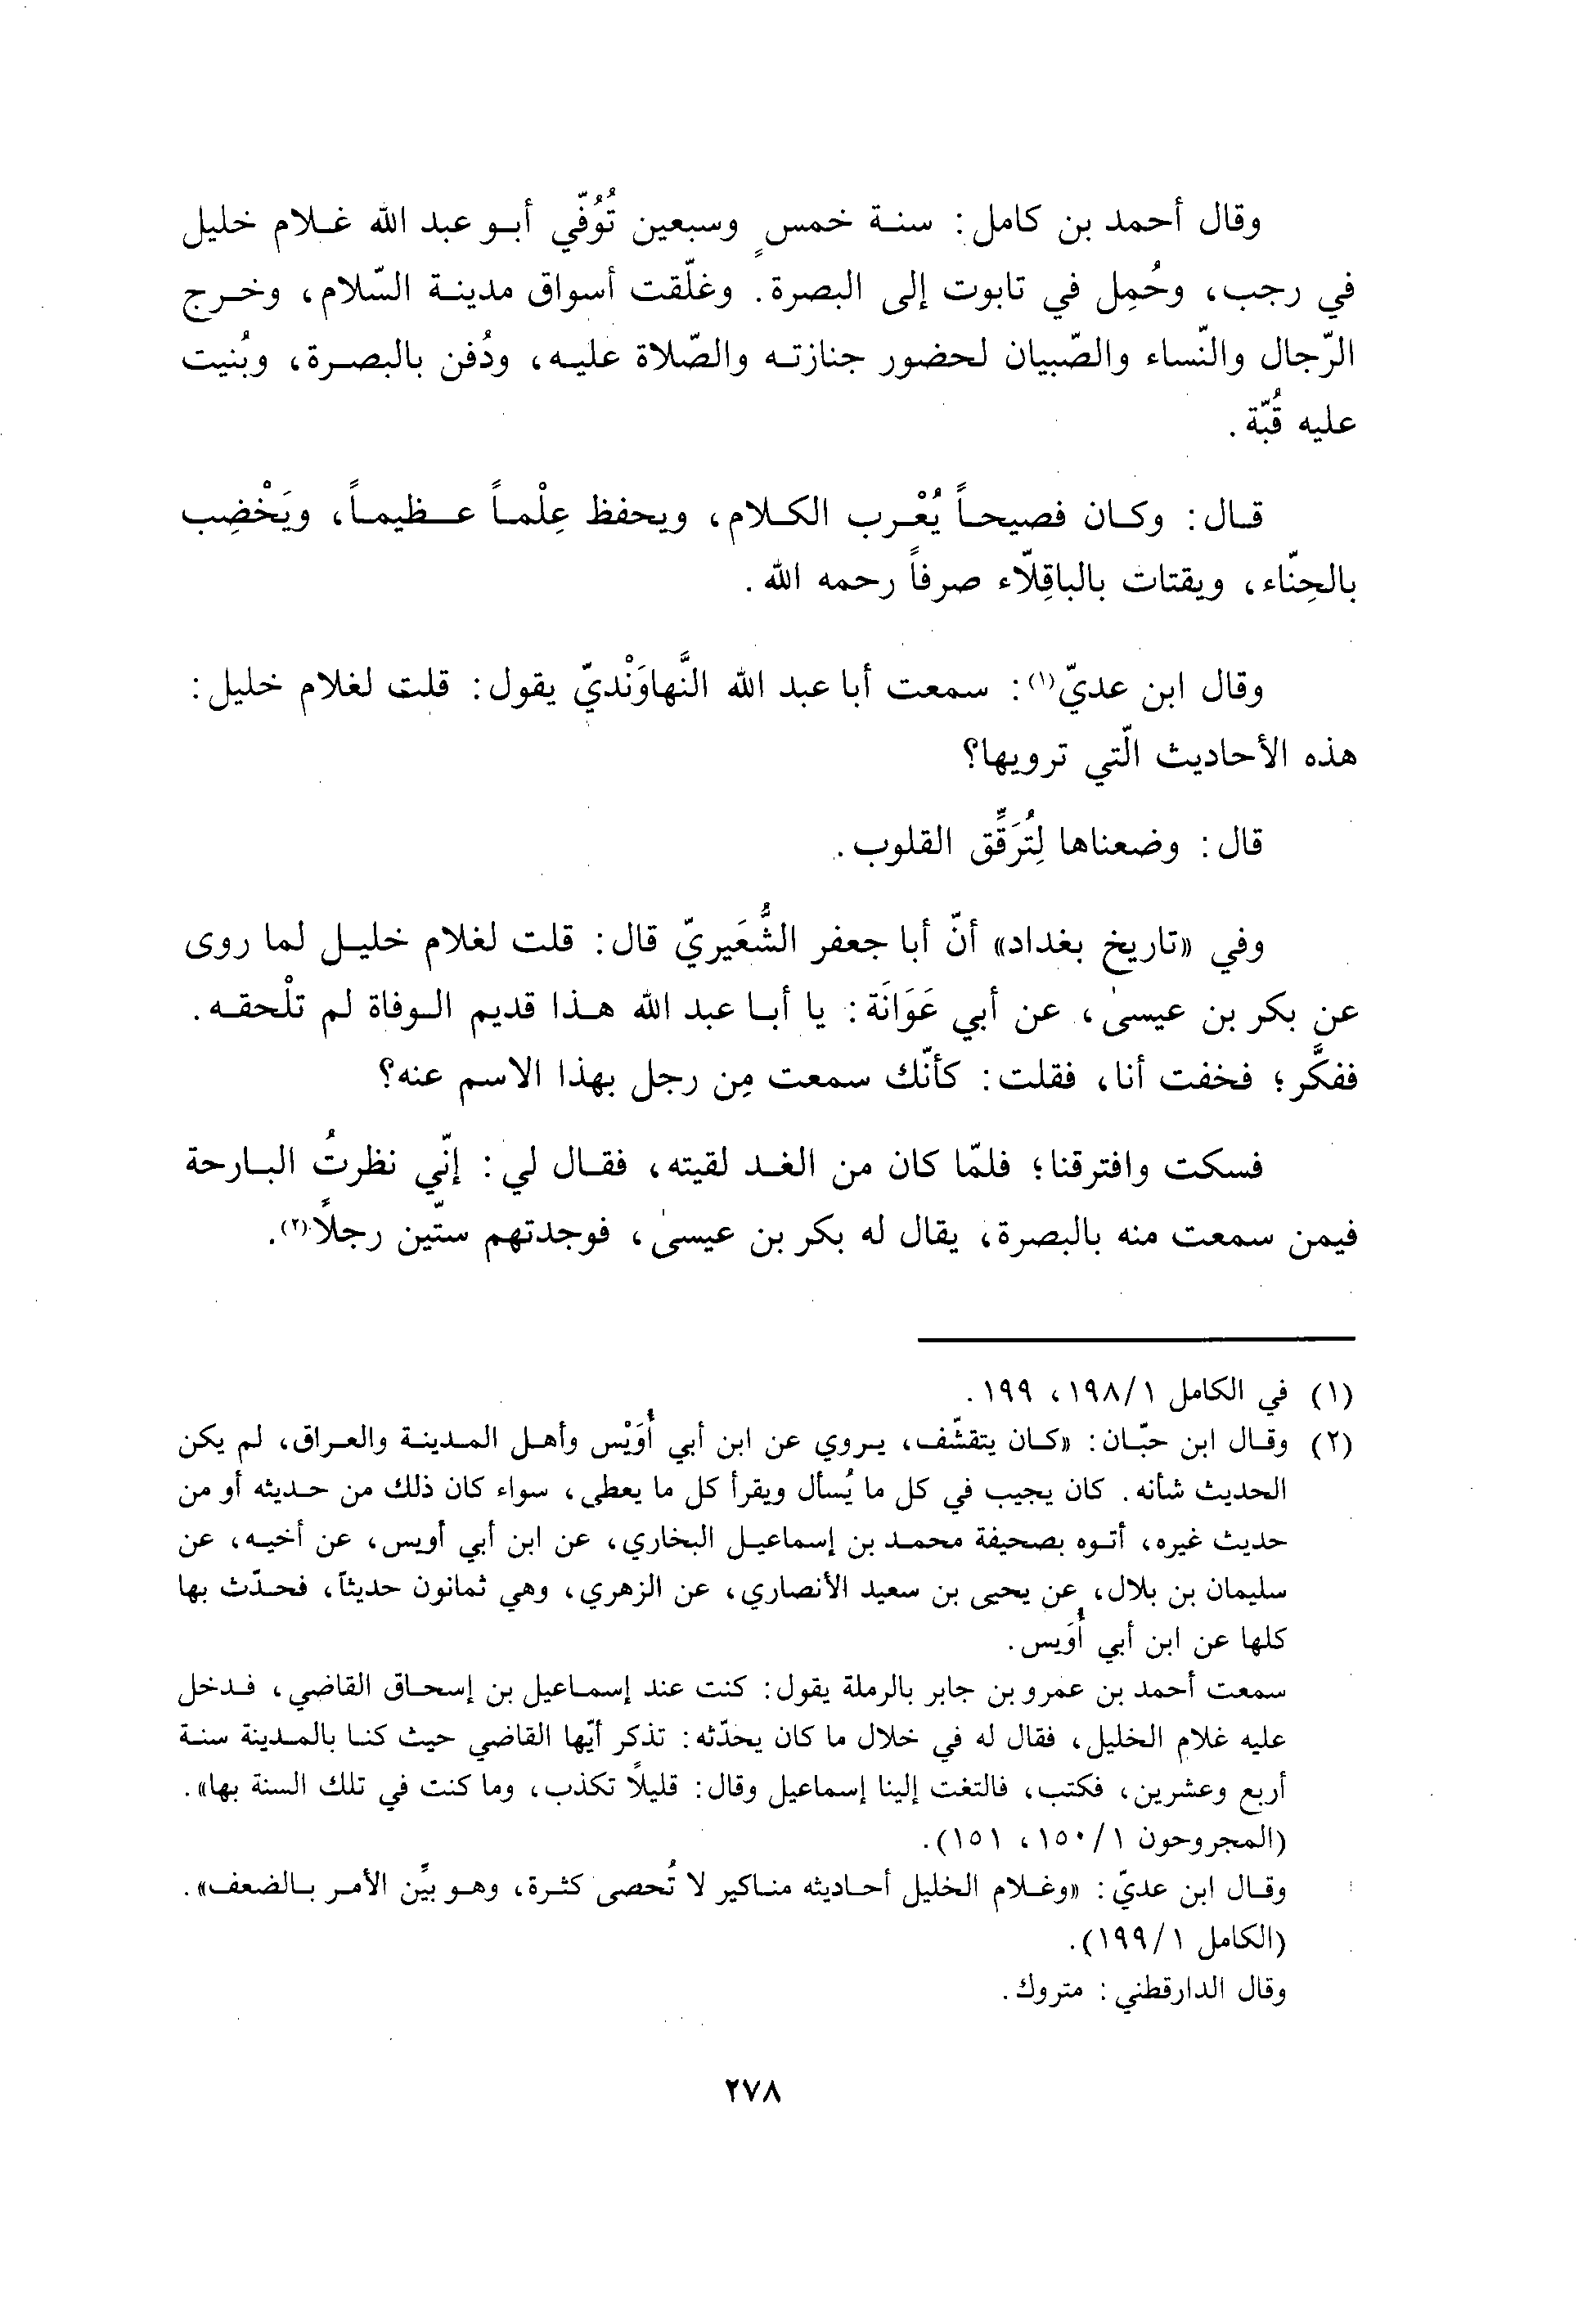 وقال أحمد بن كامل: سنة خمسٍ وسبعين تُوُفّي أبو عبد الله غلام خليل
في رجب، وحُمِل في تابوت إلى البصرة. وغلّقت أسواق مدينة السّلام، وخرج
الرّجال والنّساء والصّبيان لحضور جنازته والصّلاة عليه، ودُفن بالبصرة، وبُنيت
عليه قُبّة.
قال: وكان فصيحاً يُعْرب الكلام، ويحفظ عِلْماً عظيماً، ويَخْضِب
بالحِنّاء، ويقتات بالباقِلّاء صرفاً رحمه الله.
وقال ابن عديّ(١): سمعت أبا عبد الله النَّهاوَنْديّ يقول: قلت لغلام خليل:
هذه الأحاديث الّتي ترويها؟
قال: وضعناها لِتُرَقِّق القلوب.
وفي «تاريخ بغداد» أنّ أبا جعفر الشُّعَيريّ قال: قلت لغلام خليل لما روى
عن بكر بن عيسىٰ، عن أبي عَوَانَة: يا أبا عبد الله هذا قديم الوفاة لم تلْحقه.
ففكَّر؛ فخفت أنا، فقلت: كأنّك سمعت مِن رجل بهذا الاسم عنه؟
فسكت وافترقنا؛ فلمّا كان من الغد لقيته، فقال لي: إنّي نظرتُ البارحة
فيمن سمعت منه بالبصرة، يقال له بكر بن عيسىٰ، فوجدتهم ستّين رجلاً(٢).
(١) في الكامل ١/ ١٩٨، ١٩٩.
(٢) وقال ابن حبّان: «كان يتقشّف، يروي عن ابن أبي أُوَيْس وأهل المدينة والعراق، لم يكن
الحديث شأنه. كان يجيب في كل ما يُسأل ويقرأ كل ما يعطى، سواء كان ذلك من حديثه أو من
حديث غيره، أتوه بصحيفة محمد بن إسماعيل البخاري، عن ابن أبي أويس، عن أخيه، عن
سليمان بن بلال، عن يحيى بن سعيد الأنصاري، عن الزهري، وهي ثمانون حديثاً، فحدّث بها
كلها عن ابن أبي أُوَيس.
سمعت أحمد بن عمرو بن جابر بالرملة يقول: كنت عند إسماعيل بن إسحاق القاضي، فدخل
عليه غلام الخليل، فقال له في خلال ما كان يحدّثه: تذكر أيّها القاضي حيث كنا بالمدينة سنة
أربع وعشرين، فكتب، فالتغت إلينا إسماعيل وقال: قليلاً تكذب، وما كنت في تلك السنة بها».
(المجروحون ١/ ١٥٠، ١٥١).
وقال ابن عديّ: «وغلام الخليل أحاديثه مناكير لا تُحصى كثرة، وهو بيِّن الأمر بالضعف».
(الكامل ١/ ١٩٩).
وقال الدارقطني: متروك.
٢٧٨